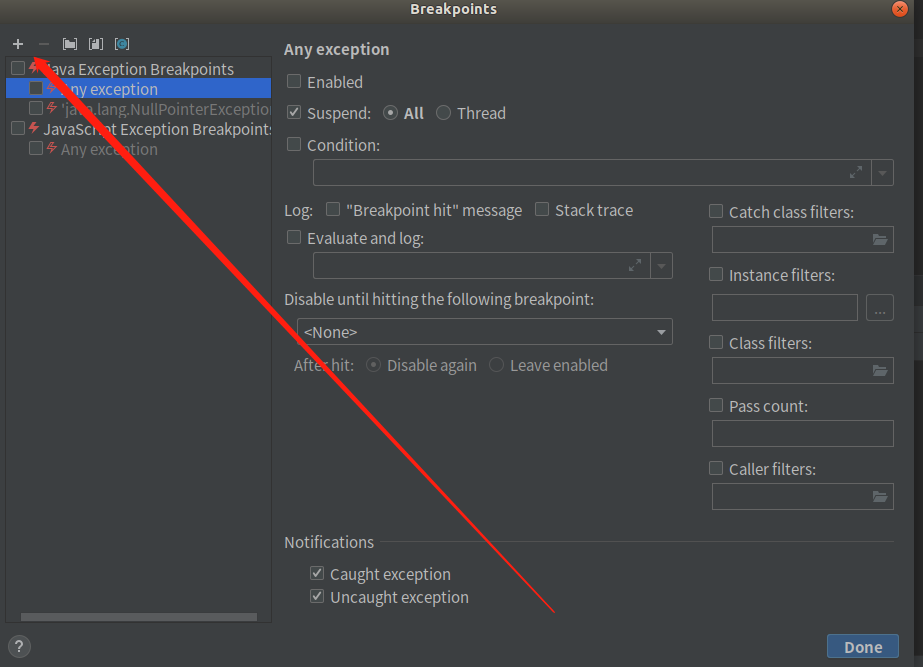 Breakpoints
Java Exception Breakpoints
Any exception
'java.lang.NullPointerExceptio
JavaScript Exception Breakpoints
Any exception
Any exception
Enabled
Suspend: All Thread
Condition:
Log: "Breakpoint hit" message Stack trace
Evaluate and log:
Disable until hitting the following breakpoint:
<None>
After hit: Disable again Leave enabled
Catch class filters:
Instance filters:
...
Class filters:
Pass count:
Caller filters:
Notifications
Caught exception
Uncaught exception
?
Done